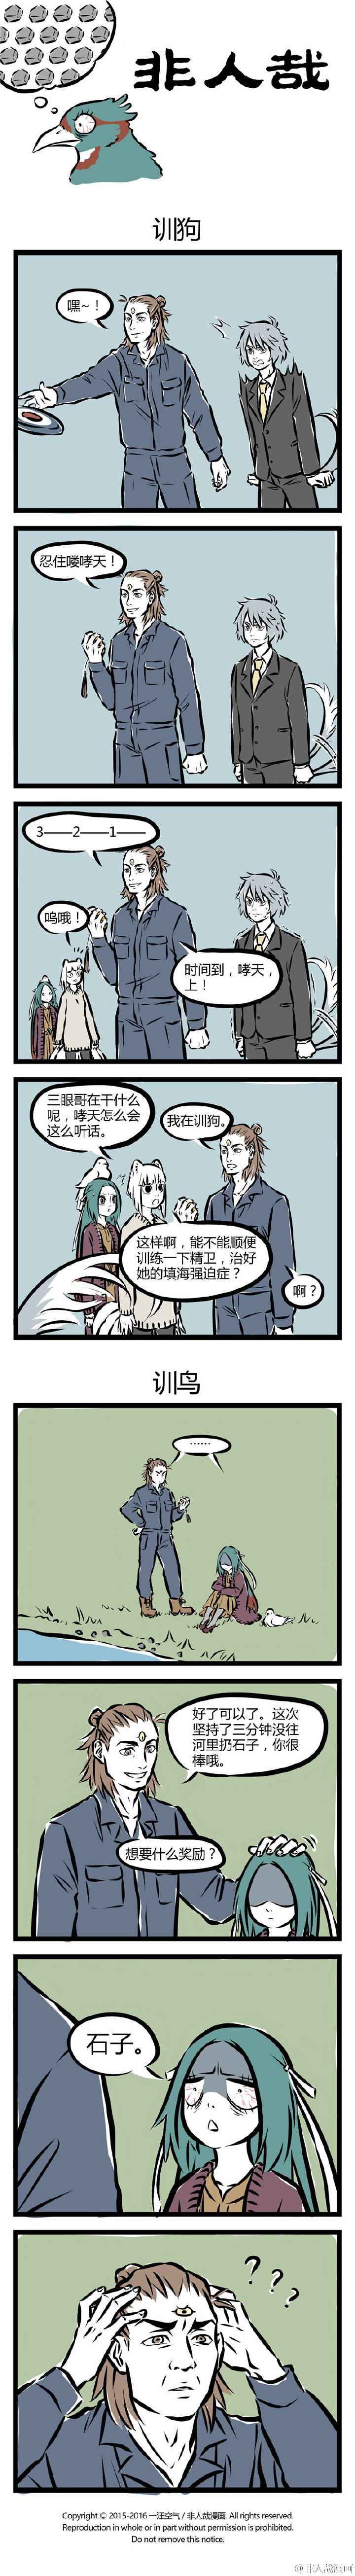 非人哉
训狗
嘿~！
忍住喽哮天！
3——2——1——
呜哦！
时间到，哮天，
上！
三眼哥在干什么
呢，哮天怎么会
这么听话。
我在训狗。
这样啊，能不能顺便
训练一下精卫，治好
她的填海强迫症？
啊？
训鸟
……
好了可以了。这次
坚持了三分钟没往
河里扔石子，你很
棒哦。
想要什么奖励？
石子。
? ? ?
Copyright © 2015-2016 一汪空气 / 非人哉漫画. All rights reserved.
Reproduction in whole or in part without permission is prohibited.
Do not remove this notice.
@非人哉漫画